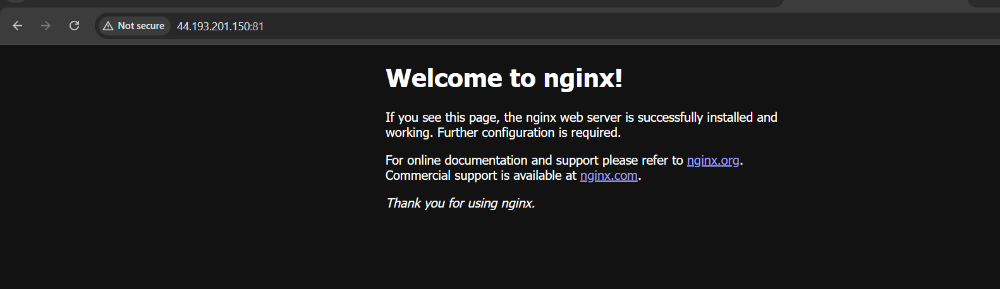 Not secure 44.193.201.150:81
Welcome to nginx!
If you see this page, the nginx web server is successfully installed and
working. Further configuration is required.
For online documentation and support please refer to nginx.org.
Commercial support is available at nginx.com.
Thank you for using nginx.